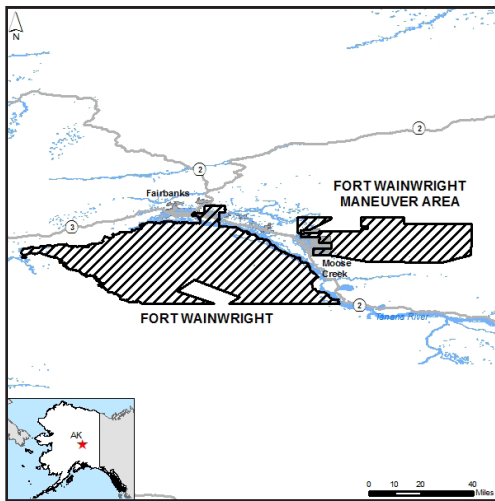 N
2
2
Fairbanks
FORT WAINWRIGHT
MANEUVER AREA
3
Moose
Creek
2
FORT WAINWRIGHT
Tanana River
AK
0 10 20 40
Miles